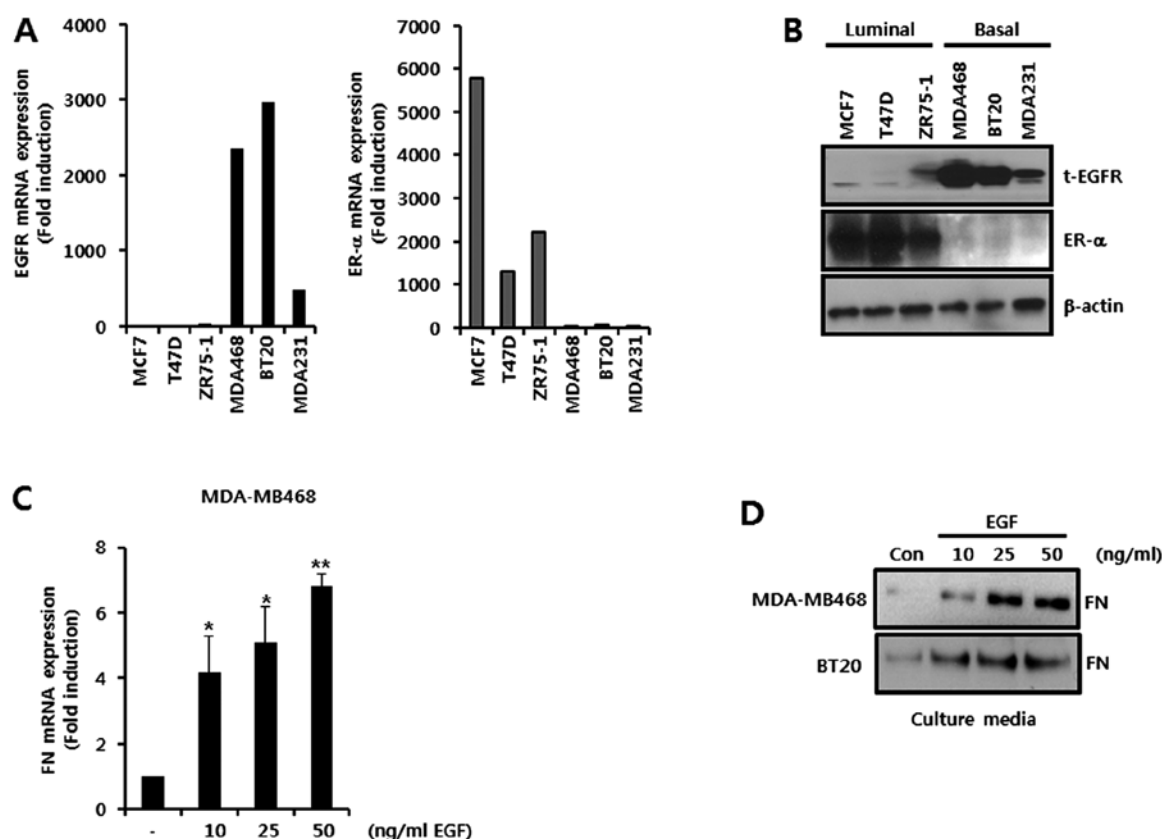 A
EGFR mRNA expression
(Fold induction)
4000
3000
2000
1000
0
MCF7
T47D
ZR75-1
MDA468
BT20
MDA231
ER-α mRNA expression
(Fold induction)
7000
6000
5000
4000
3000
2000
1000
0
MCF7
T47D
ZR75-1
MDA468
BT20
MDA231
B
Luminal Basal
MCF7
T47D
ZR75-1
MDA468
BT20
MDA231
t-EGFR
ER-α
β-actin
C
MDA-MB468
FN mRNA expression
(Fold induction)
8
6
4
2
0
* * **
- 10 25 50 (ng/ml EGF)
D
EGF
Con 10 25 50 (ng/ml)
MDA-MB468 FN
BT20 FN
Culture media